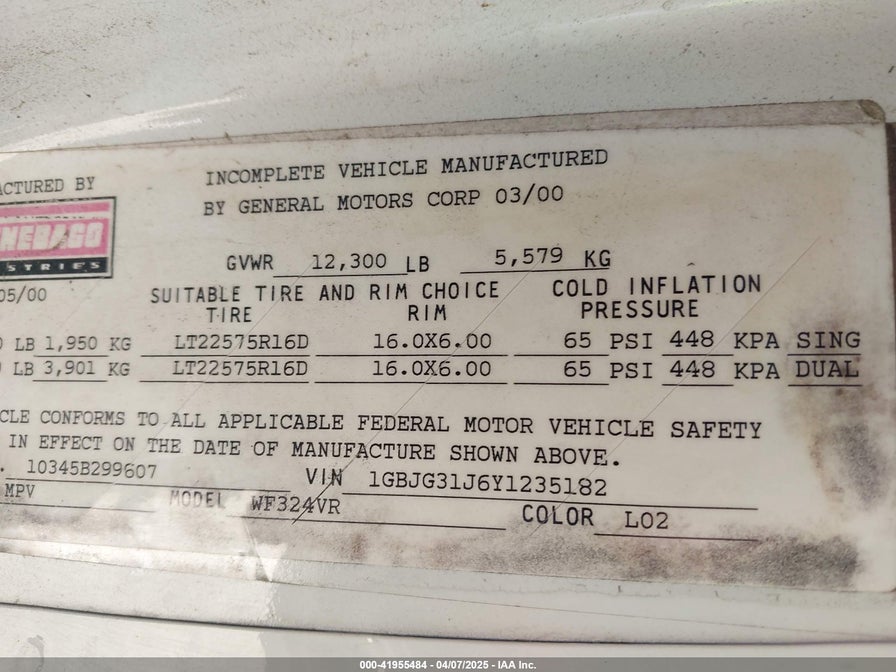 ACTURED BY
INCOMPLETE VEHICLE MANUFACTURED
BY GENERAL MOTORS CORP 03/00
NEBAGO
STRIES
05/00
GVWR 12,300 LB 5,579 KG
SUITABLE TIRE AND RIM CHOICE COLD INFLATION
TIRE RIM PRESSURE
LB 1,950 KG LT22575R16D 16.0X6.00 65 PSI 448 KPA SING
LB 3,901 KG LT22575R16D 16.0X6.00 65 PSI 448 KPA DUAL
CLE CONFORMS TO ALL APPLICABLE FEDERAL MOTOR VEHICLE SAFETY
IN EFFECT ON THE DATE OF MANUFACTURE SHOWN ABOVE.
. 10345B299607 VIN 1GBJG31J6Y1235182
MPV MODEL WF324VR COLOR L02
000-41955484 - 04/07/2025 - IAA Inc.